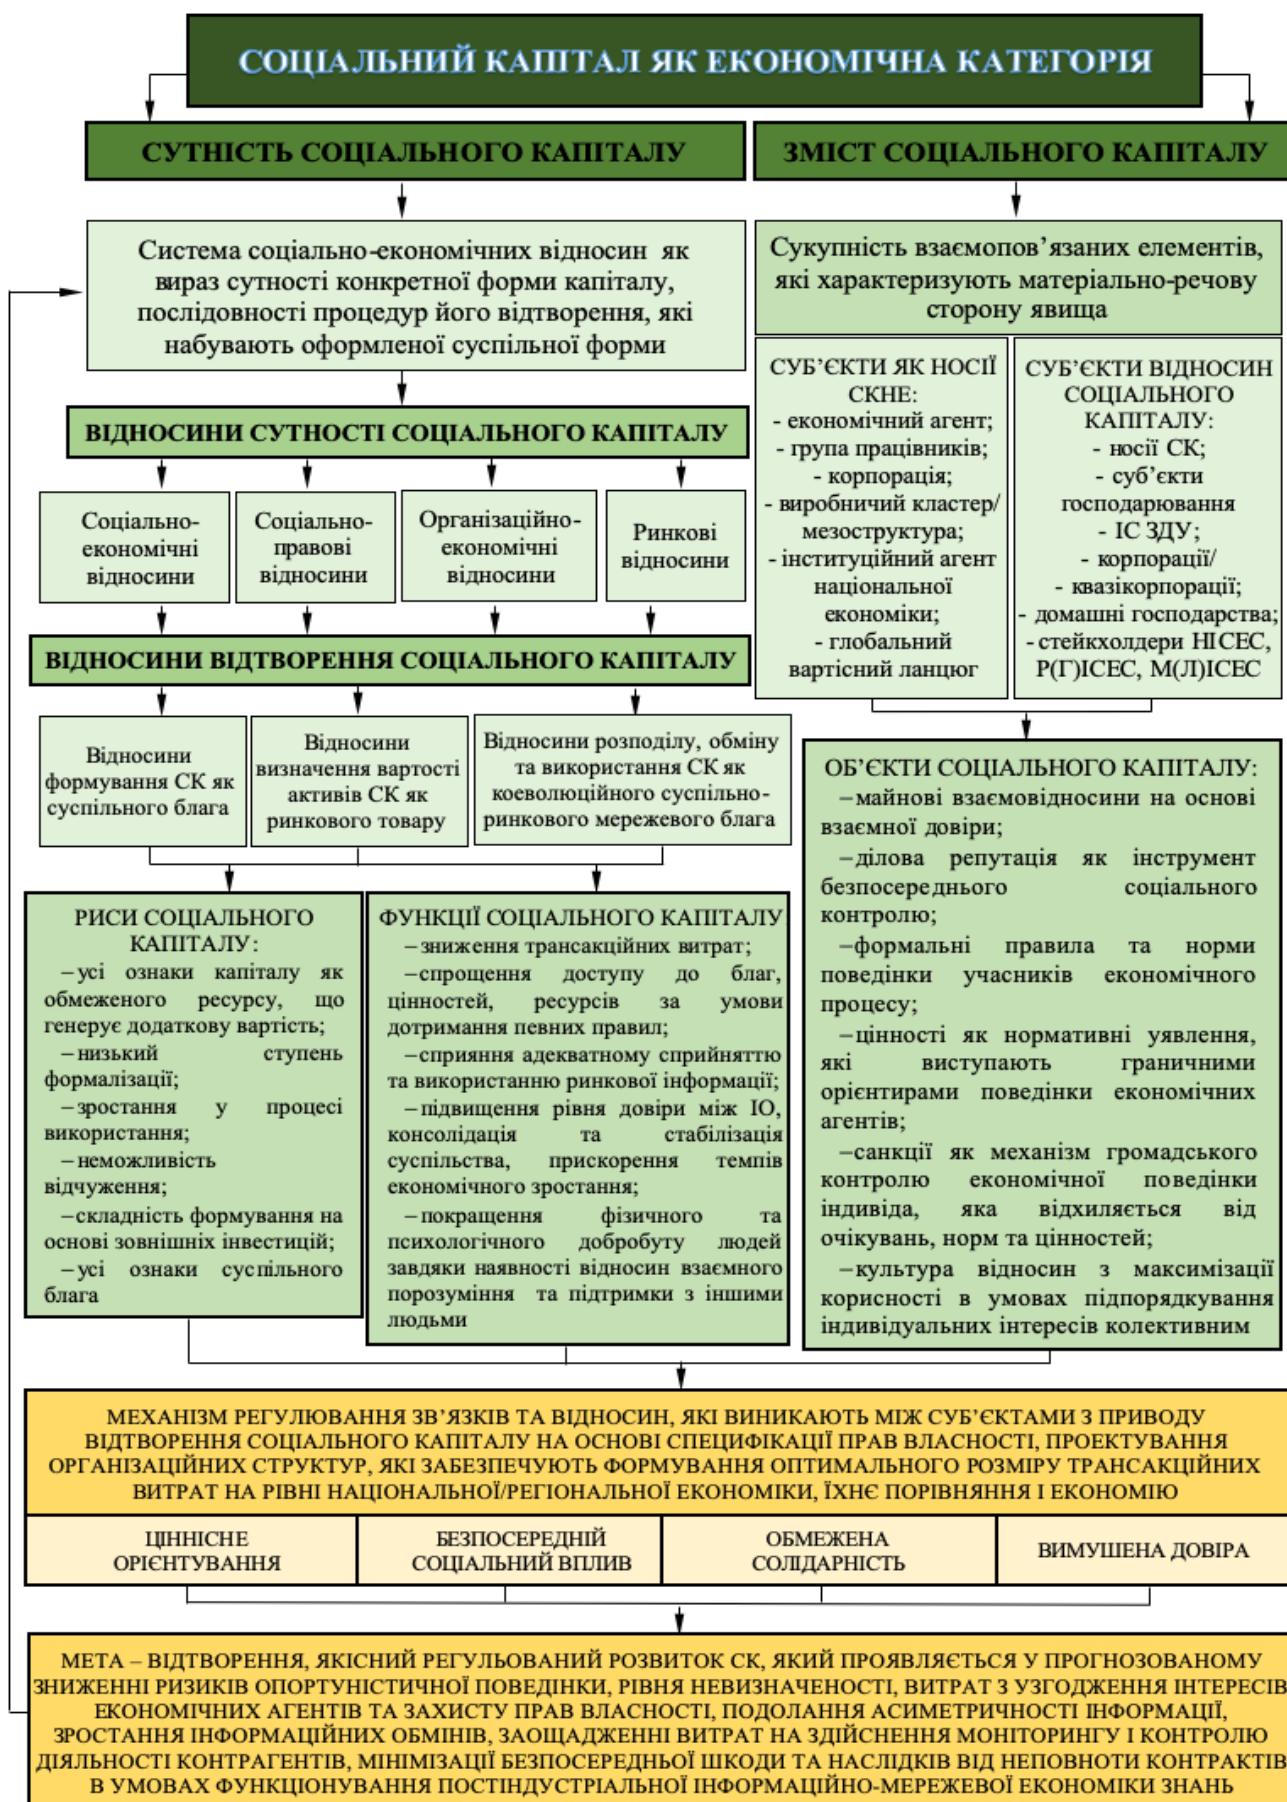 СОЦІАЛЬНИЙ КАПІТАЛ ЯК ЕКОНОМІЧНА КАТЕГОРІЯ
СУТНІСТЬ СОЦІАЛЬНОГО КАПІТАЛУ
Система соціально-економічних відносин як
вираз сутності конкретної форми капіталу,
послідовності процедур його відтворення, які
набувають оформленої суспільної форми
ВІДНОСИНИ СУТНОСТІ СОЦІАЛЬНОГО КАПІТАЛУ
Соціально-
економічні
відносини
Соціально-
правові
відносини
Організаційно-
економічні
відносини
Ринкові
відносини
ВІДНОСИНИ ВІДТВОРЕННЯ СОЦІАЛЬНОГО КАПІТАЛУ
Відносини
формування СК як
суспільного блага
Відносини
визначення вартості
активів СК як
ринкового товару
Відносини розподілу, обміну
та використання СК як
коеволюційного суспільно-
ринкового мережевого блага
ЗМІСТ СОЦІАЛЬНОГО КАПІТАЛУ
Сукупність взаємопов’язаних елементів,
які характеризують матеріально-речову
сторону явища
СУБ’ЄКТИ ЯК НОСІЇ
СКНЕ:
- економічний агент;
- група працівників;
- корпорація;
- виробничий кластер/
мезоструктура;
- інституційний агент
національної
економіки;
- глобальний
вартісний ланцюг
СУБ’ЄКТИ ВІДНОСИН
СОЦІАЛЬНОГО
КАПІТАЛУ:
- носії СК;
- суб’єкти
господарювання
- ІС ЗДУ;
- корпорації/
- квазікорпорації;
- домашні господарства;
- стейкхолдери НІСЕС,
Р(Г)ІСЕС, М(Л)ІСЕС
РИСИ СОЦІАЛЬНОГО
КАПІТАЛУ:
–усі ознаки капіталу як
обмеженого ресурсу, що
генерує додаткову вартість;
–низький ступень
формалізації;
–зростання у процесі
використання;
–неможливість
відчуження;
–складність формування на
основі зовнішніх інвестицій;
–усі ознаки суспільного
блага
ФУНКЦІЇ СОЦІАЛЬНОГО КАПІТАЛУ
–зниження трансакційних витрат;
–спрощення доступу до благ,
цінностей, ресурсів за умови
дотримання певних правил;
–сприяння адекватному сприйняттю
та використанню ринкової інформації;
–підвищення рівня довіри між ІО,
консолідація та стабілізація
суспільства, прискорення темпів
економічного зростання;
–покращення фізичного та
психологічного добробуту людей
завдяки наявності відносин взаємного
порозуміння та підтримки з іншими
людьми
ОБ’ЄКТИ СОЦІАЛЬНОГО КАПІТАЛУ:
–майнові взаємовідносини на основі
взаємної довіри;
–ділова репутація як інструмент
безпосереднього соціального
контролю;
–формальні правила та норми
поведінки учасників економічного
процесу;
–цінності як нормативні уявлення,
які виступають граничними
орієнтирами поведінки економічних
агентів;
–санкції як механізм громадського
контролю економічної поведінки
індивіда, яка відхиляється від
очікувань, норм та цінностей;
–культура відносин з максимізації
корисності в умовах підпорядкування
індивідуальних інтересів колективним
МЕХАНІЗМ РЕГУЛЮВАННЯ ЗВ’ЯЗКІВ ТА ВІДНОСИН, ЯКІ ВИНИКАЮТЬ МІЖ СУБ’ЄКТАМИ З ПРИВОДУ
ВІДТВОРЕННЯ СОЦІАЛЬНОГО КАПІТАЛУ НА ОСНОВІ СПЕЦИФІКАЦІЇ ПРАВ ВЛАСНОСТІ, ПРОЕКТУВАННЯ
ОРГАНІЗАЦІЙНИХ СТРУКТУР, ЯКІ ЗАБЕЗПЕЧУЮТЬ ФОРМУВАННЯ ОПТИМАЛЬНОГО РОЗМІРУ ТРАНСАКЦІЙНИХ
ВИТРАТ НА РІВНІ НАЦІОНАЛЬНОЇ/РЕГІОНАЛЬНОЇ ЕКОНОМІКИ, ЇХНЄ ПОРІВНЯННЯ І ЕКОНОМІЮ
ЦІННІСНЕ
ОРІЄНТУВАННЯ
БЕЗПОСЕРЕДНІЙ
СОЦІАЛЬНИЙ ВПЛИВ
ОБМЕЖЕНА
СОЛІДАРНІСТЬ
ВИМУШЕНА ДОВІРА
МЕТА – ВІДТВОРЕННЯ, ЯКІСНИЙ РЕГУЛЬОВАНИЙ РОЗВИТОК СК, ЯКИЙ ПРОЯВЛЯЄТЬСЯ У ПРОГНОЗОВАНОМУ
ЗНИЖЕННІ РИЗИКІВ ОПОРТУНІСТИЧНОЇ ПОВЕДІНКИ, РІВНЯ НЕВИЗНАЧЕНОСТІ, ВИТРАТ З УЗГОДЖЕННЯ ІНТЕРЕСІВ
ЕКОНОМІЧНИХ АГЕНТІВ ТА ЗАХИСТУ ПРАВ ВЛАСНОСТІ, ПОДОЛАННЯ АСИМЕТРИЧНОСТІ ІНФОРМАЦІЇ,
ЗРОСТАННЯ ІНФОРМАЦІЙНИХ ОБМІНІВ, ЗАОЩАДЖЕННІ ВИТРАТ НА ЗДІЙСНЕННЯ МОНІТОРИНГУ І КОНТРОЛЮ
ДІЯЛЬНОСТІ КОНТРАГЕНТІВ, МІНІМІЗАЦІЇ БЕЗПОСЕРЕДНЬОЇ ШКОДИ ТА НАСЛІДКІВ ВІД НЕПОВНОТИ КОНТРАКТІВ
В УМОВАХ ФУНКЦІОНУВАННЯ ПОСТІНДУСТРІАЛЬНОЇ ІНФОРМАЦІЙНО-МЕРЕЖЕВОЇ ЕКОНОМІКИ ЗНАНЬ